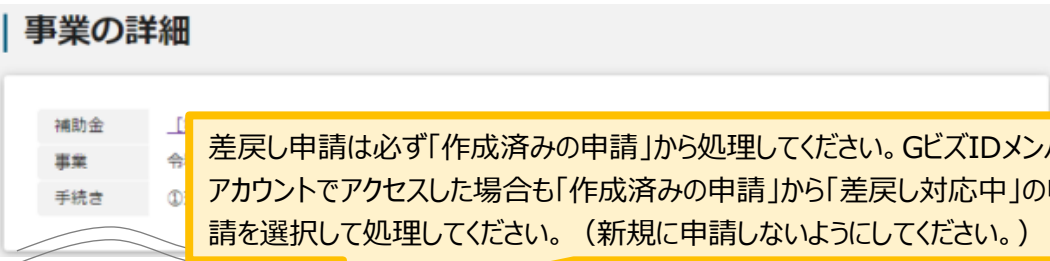 事業の詳細
補助金
事業
手続き
差戻し申請は必ず「作成済みの申請」から処理してください。GビズIDメン
アカウントでアクセスした場合も「作成済みの申請」から「差戻し対応中」の
請を選択して処理してください。（新規に申請しないようにしてください。）